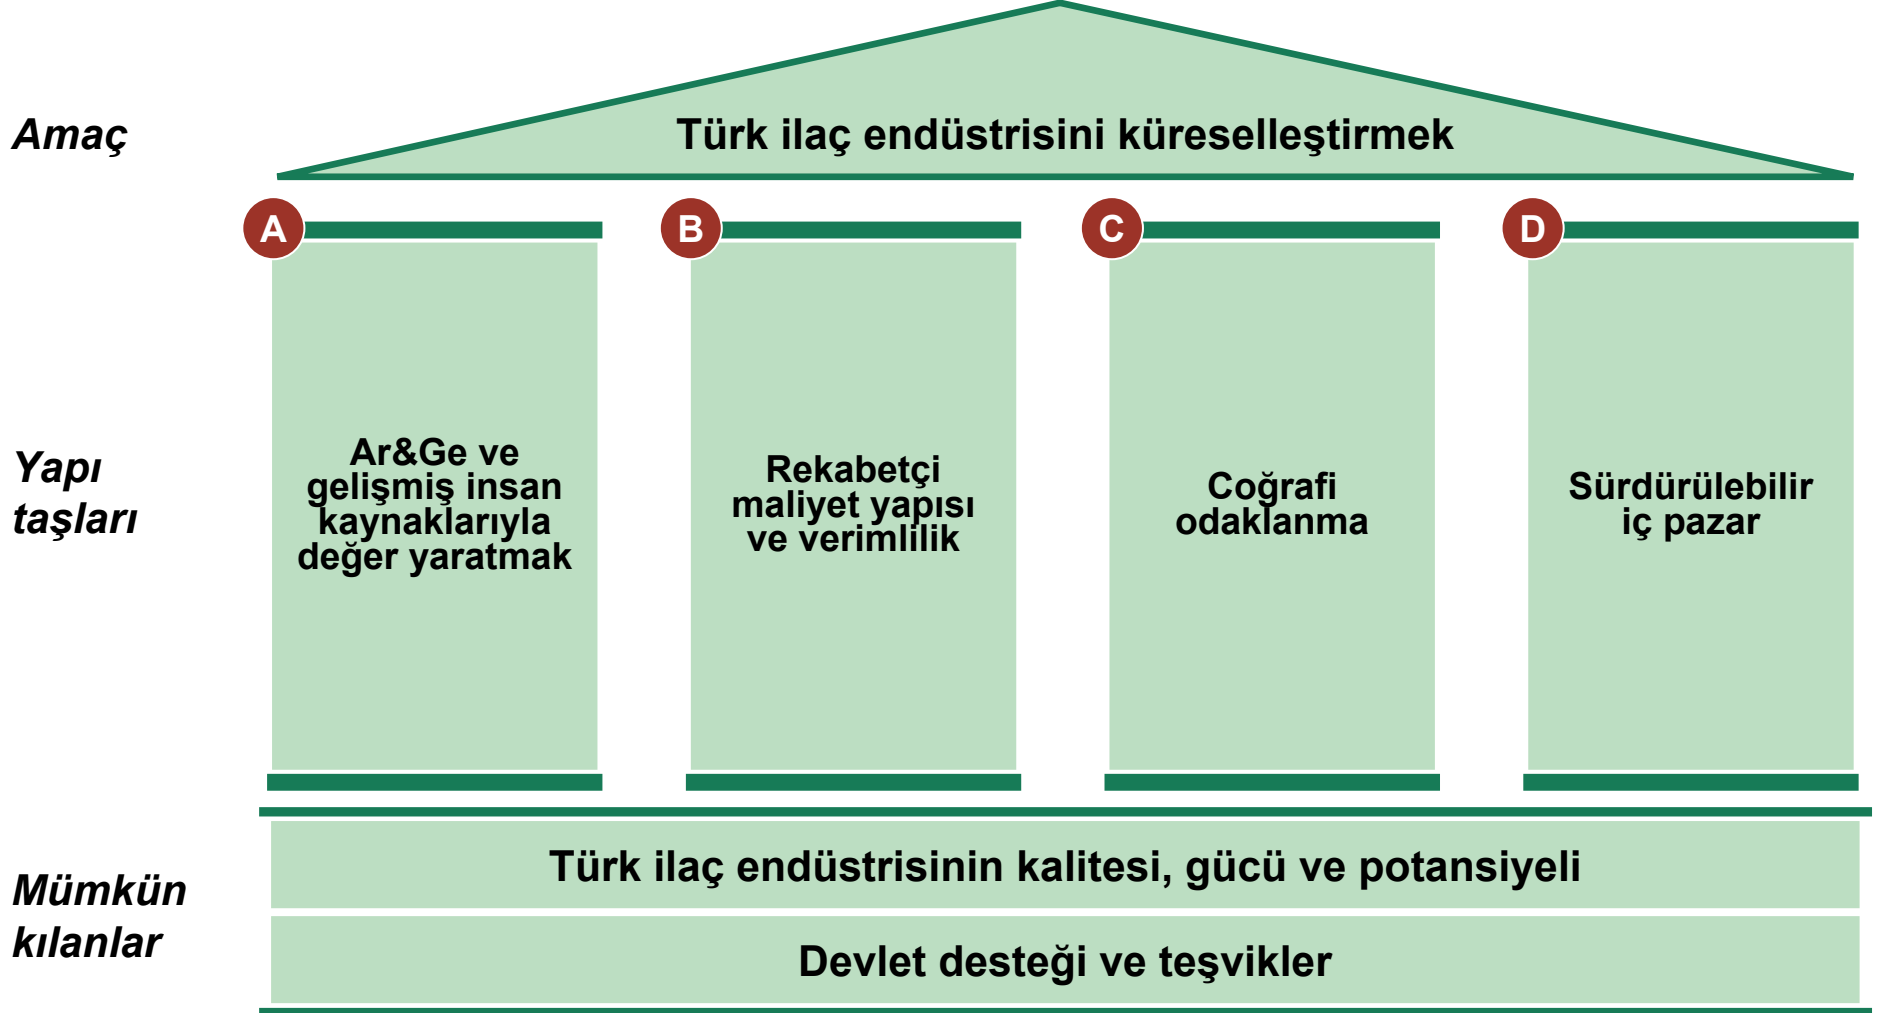 Amaç
Türk ilaç endüstrisini küreselleştirmek
A
B
C
D
Yapı
taşları
Ar&Ge ve
gelişmiş insan
kaynaklarıyla
değer yaratmak
Rekabetçi
maliyet yapısı
ve verimlilik
Coğrafi
odaklanma
Sürdürülebilir
iç pazar
Mümkün
kılanlar
Türk ilaç endüstrisinin kalitesi, gücü ve potansiyeli
Devlet desteği ve teşvikler